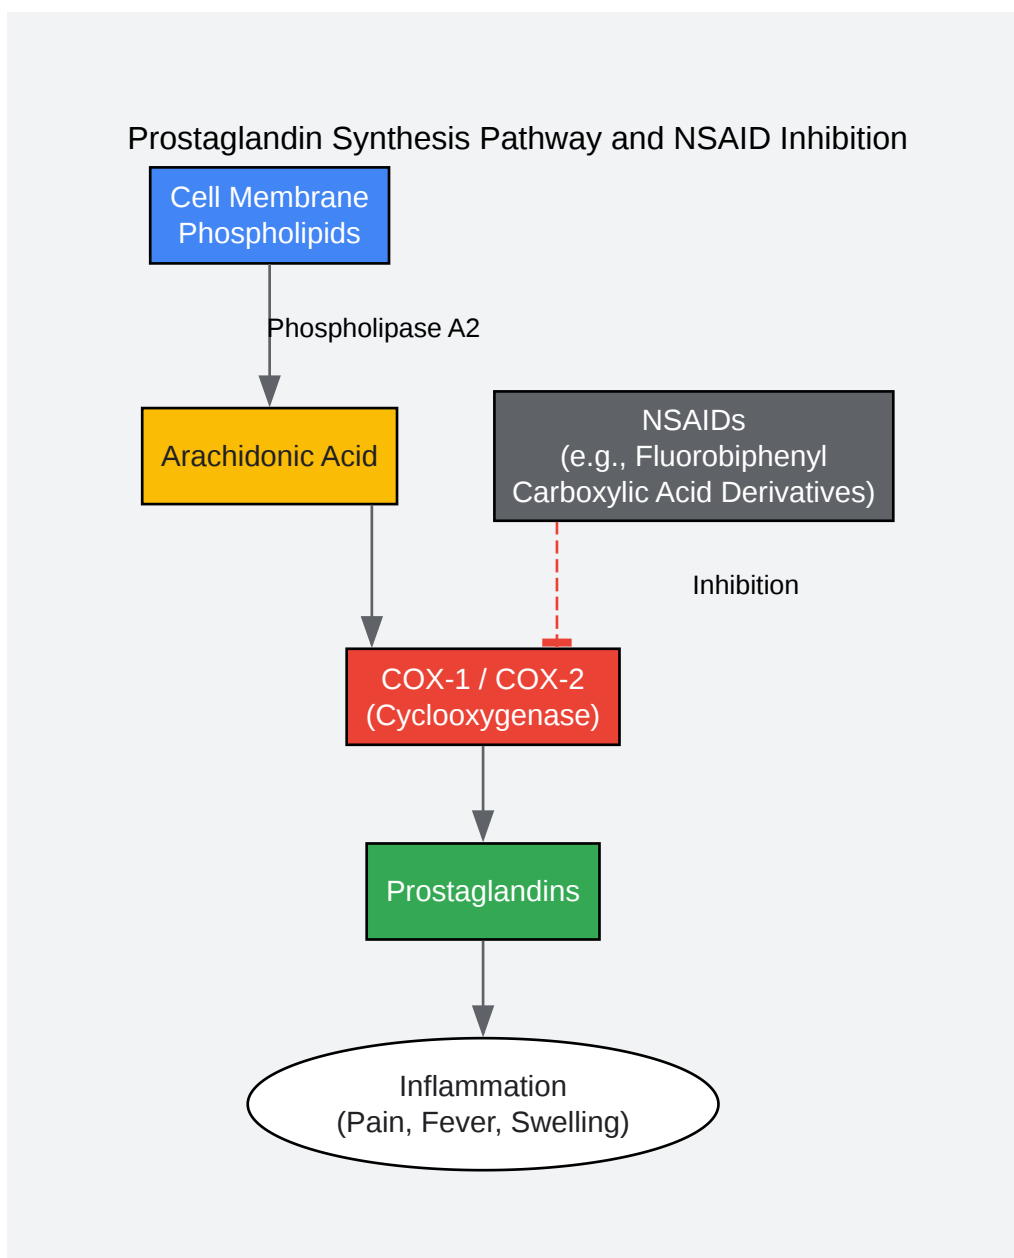 Prostaglandin Synthesis Pathway and NSAID Inhibition
Cell Membrane
Phospholipids
Phospholipase A2
Arachidonic Acid
NSAIDs
(e.g., Fluorobiphenyl
Carboxylic Acid Derivatives)
Inhibition
COX-1 / COX-2
(Cyclooxygenase)
Prostaglandins
Inflammation
(Pain, Fever, Swelling)